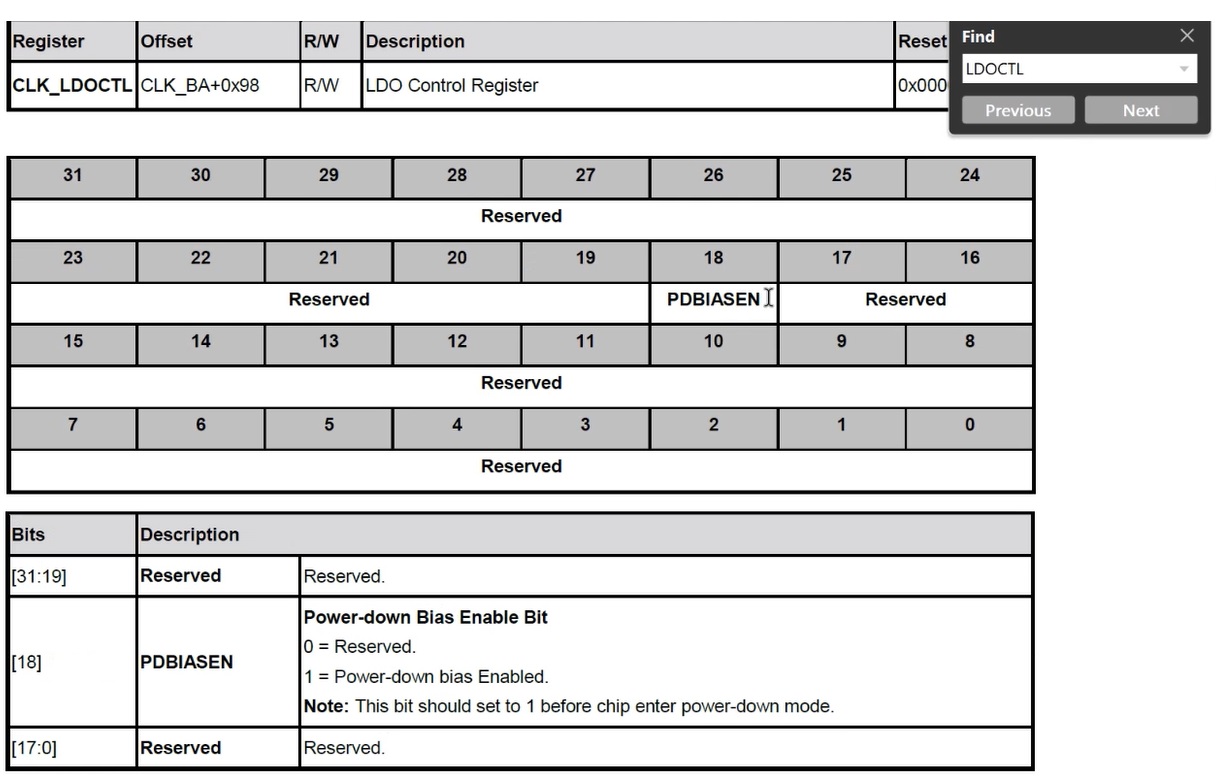 Register Offset R/W Description Reset
CLK_LDOCTL CLK_BA+0x98 R/W LDO Control Register 0x000
Find
LDOCTL
Previous Next
31 30 29 28 27 26 25 24
Reserved
23 22 21 20 19 18 17 16
Reserved PDBIASEN Reserved
15 14 13 12 11 10 9 8
Reserved
7 6 5 4 3 2 1 0
Reserved
Bits Description
[31:19] Reserved Reserved.
[18] PDBIASEN Power-down Bias Enable Bit
0 = Reserved.
1 = Power-down bias Enabled.
Note: This bit should set to 1 before chip enter power-down mode.
[17:0] Reserved Reserved.